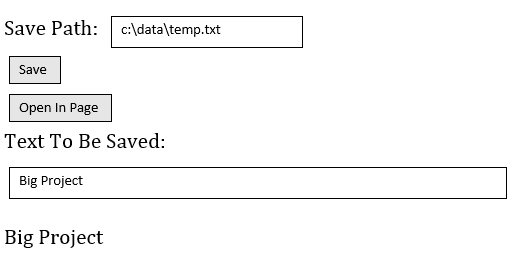 Save Path: c:\data\temp.txt
Save
Open In Page
Text To Be Saved:
Big Project
Big Project